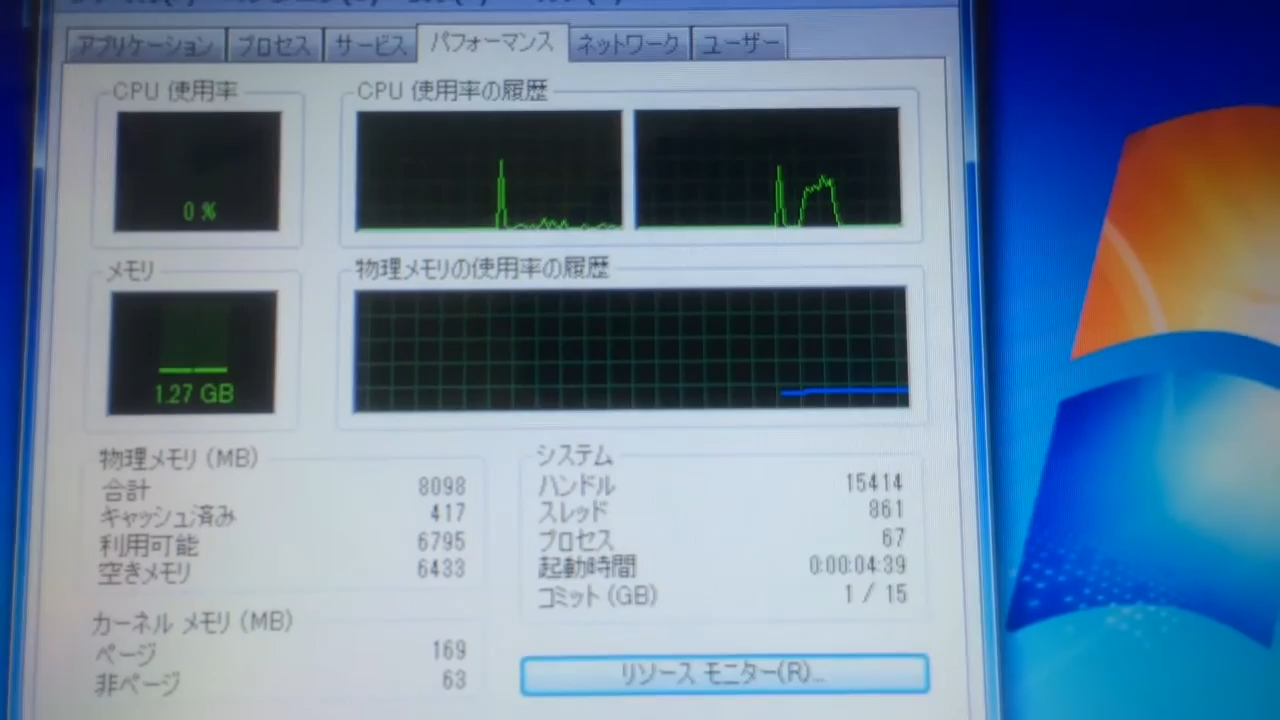 アプリケーション プロセス サービス パフォーマンス ネットワーク ユーザー
CPU 使用率
CPU 使用率の履歴
0 %
メモリ
物理メモリの使用率の履歴
1.27 GB
物理メモリ (MB)
合計 8098
キャッシュ済み 417
利用可能 6795
空きメモリ 6433
カーネル メモリ (MB)
ページ 169
非ページ 63
システム
ハンドル 15414
スレッド 861
プロセス 67
起動時間 0:00:04:39
コミット (GB) 1 / 15
リソース モニター(R)...